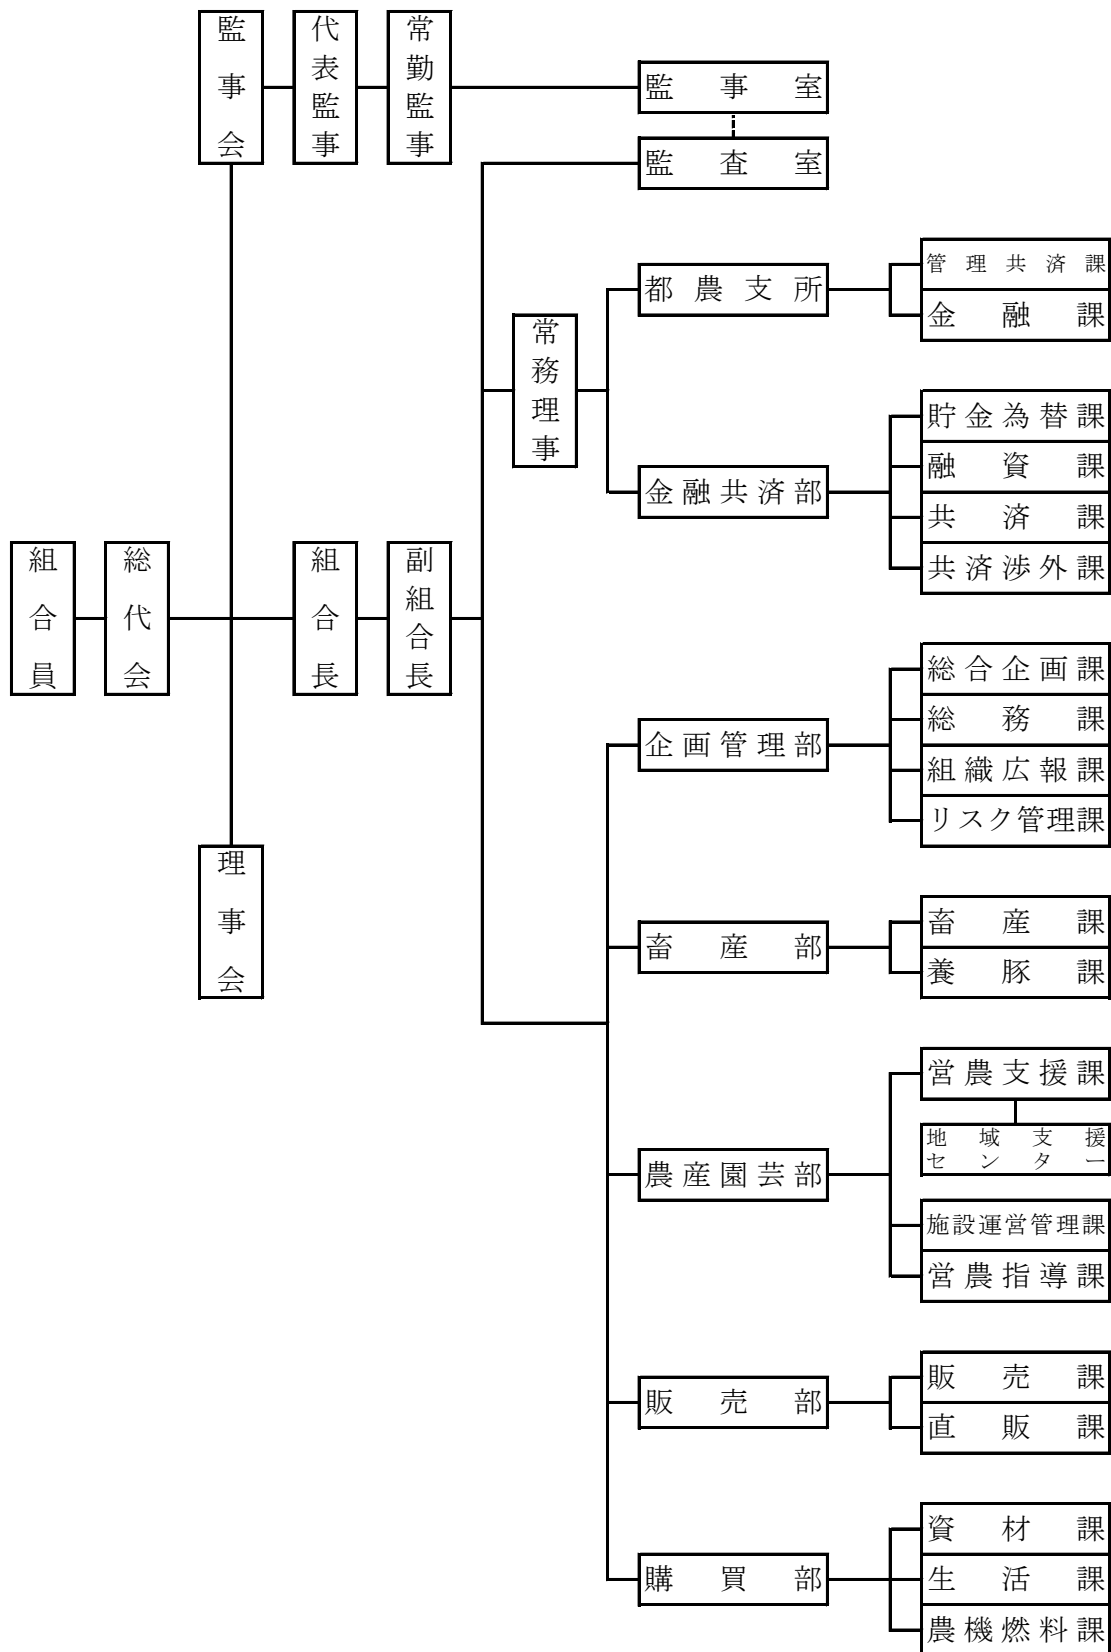 監事会
代表監事
常勤監事
監事室
監査室
都農支所
管理共済課
金融課
常務理事
金融共済部
貯金為替課
融資課
共済課
共済渉外課
組合員
総代会
組合長
副組合長
企画管理部
総合企画課
総務課
組織広報課
リスク管理課
理事会
畜産部
畜産課
養豚課
農産園芸部
営農支援課
地域支援
センター
施設運営管理課
営農指導課
販売部
販売課
直販課
購買部
資材課
生活課
農機燃料課